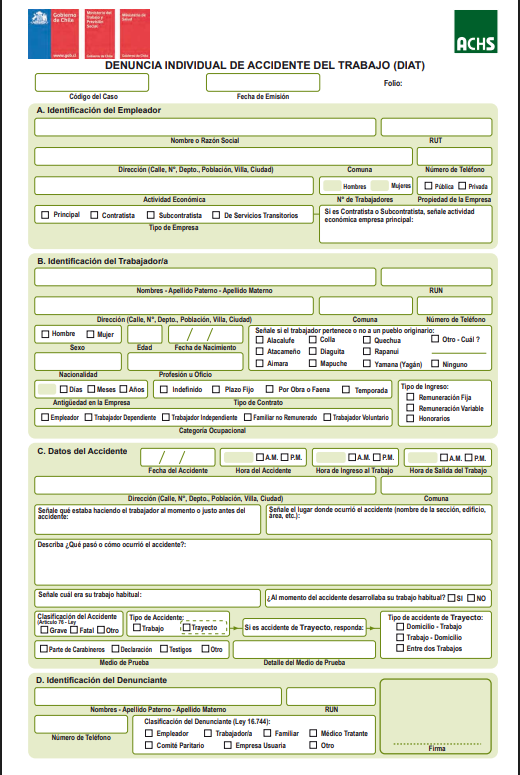 Gobierno de Chile
www.gob.cl
Ministerio del Trabajo y Previsión Social
Gobierno de Chile
Ministerio de Salud
Gobierno de Chile
ACHS
DENUNCIA INDIVIDUAL DE ACCIDENTE DEL TRABAJO (DIAT)
Folio:
Código del Caso Fecha de Emisión
A. Identificación del Empleador
Nombre o Razón Social RUT
Dirección (Calle, N°, Depto., Población, Villa, Ciudad) Comuna Número de Teléfono
Hombres Mujeres Pública Privada
Actividad Económica N° de Trabajadores Propiedad de la Empresa
Principal Contratista Subcontratista De Servicios Transitorios
Tipo de Empresa
Si es Contratista o Subcontratista, señale actividad
económica empresa principal:
B. Identificación del Trabajador/a
Nombres - Apellido Paterno - Apellido Materno RUN
Dirección (Calle, N°, Depto., Población, Villa, Ciudad) Comuna Número de Teléfono
Hombre Mujer / /
Sexo Edad Fecha de Nacimiento
Señale si el trabajador pertenece o no a un pueblo originario:
Alacalufe Colla Quechua Otro - Cuál ?
Atacameño Diaguita Rapanui
Aimara Mapuche Yamana (Yagán) Ninguno
Nacionalidad Profesión u Oficio
Días Meses Años Indefinido Plazo Fijo Por Obra o Faena Temporada
Antigüedad en la Empresa Tipo de Contrato
Tipo de Ingreso:
Remuneración Fija
Remuneración Variable
Honorarios
Empleador Trabajador Dependiente Trabajador Independiente Familiar no Remunerado Trabajador Voluntario
Categoría Ocupacional
C. Datos del Accidente
/ / A.M. P.M. A.M. P.M. A.M. P.M.
Fecha del Accidente Hora del Accidente Hora de Ingreso al Trabajo Hora de Salida del Trabajo
Dirección (Calle, N°, Depto., Población, Villa, Ciudad) Comuna
Señale qué estaba haciendo el trabajador al momento o justo antes del
accidente:
Señale el lugar donde ocurrió el accidente (nombre de la sección, edificio,
área, etc.):
Describa ¿Qué pasó o cómo ocurrió el accidente?:
Señale cuál era su trabajo habitual:
¿Al momento del accidente desarrollaba su trabajo habitual? SI NO
Clasificación del Accidente
(Artículo 76 - Ley
Grave Fatal Otro
Tipo de Accidente:
Trabajo Trayecto
Si es accidente de Trayecto, responda:
Tipo de accidente de Trayecto:
Domicilio - Trabajo
Trabajo - Domicilio
Entre dos Trabajos
Parte de Carabineros Declaración Testigos Otro
Medio de Prueba Detalle del Medio de Prueba
D. Identificación del Denunciante
Nombres - Apellido Paterno - Apellido Materno RUN
Número de Teléfono
Clasificación del Denunciante (Ley 16.744):
Empleador Trabajador/a Familiar Médico Tratante
Comité Paritario Empresa Usuaria Otro
Firma